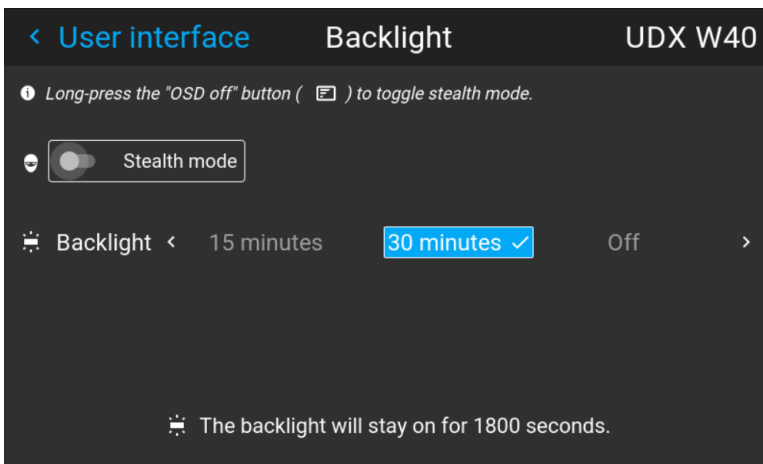 User interface Backlight UDX W40
Long-press the "OSD off" button ( ) to toggle stealth mode.
Stealth mode
Backlight 15 minutes 30 minutes Off
The backlight will stay on for 1800 seconds.